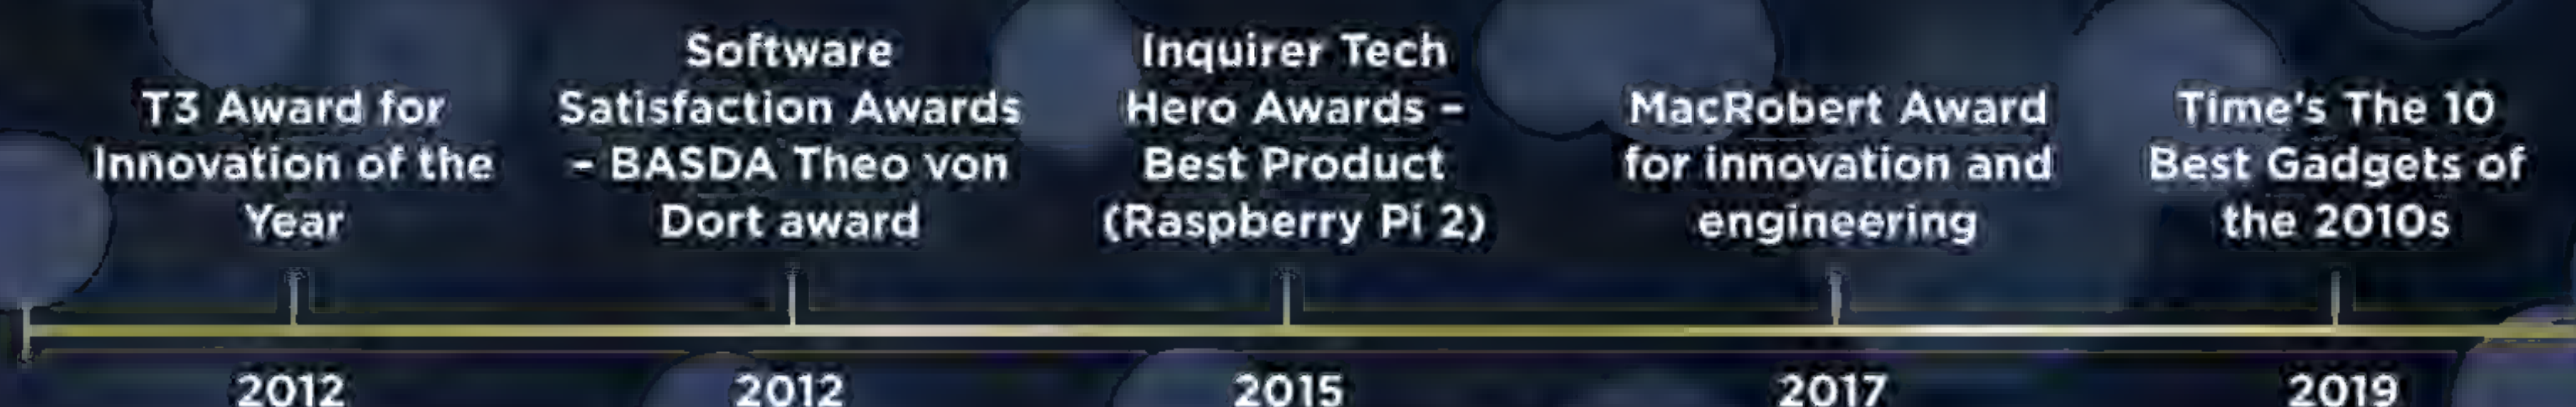 T3 Award for
Innovation of the
Year
2012
Software
Satisfaction Awards
– BASDA Theo von
Dort award
2012
Inquirer Tech
Hero Awards –
Best Product
(Raspberry Pi 2)
2015
MacRobert Award
for innovation and
engineering
2017
Time's The 10
Best Gadgets of
the 2010s
2019